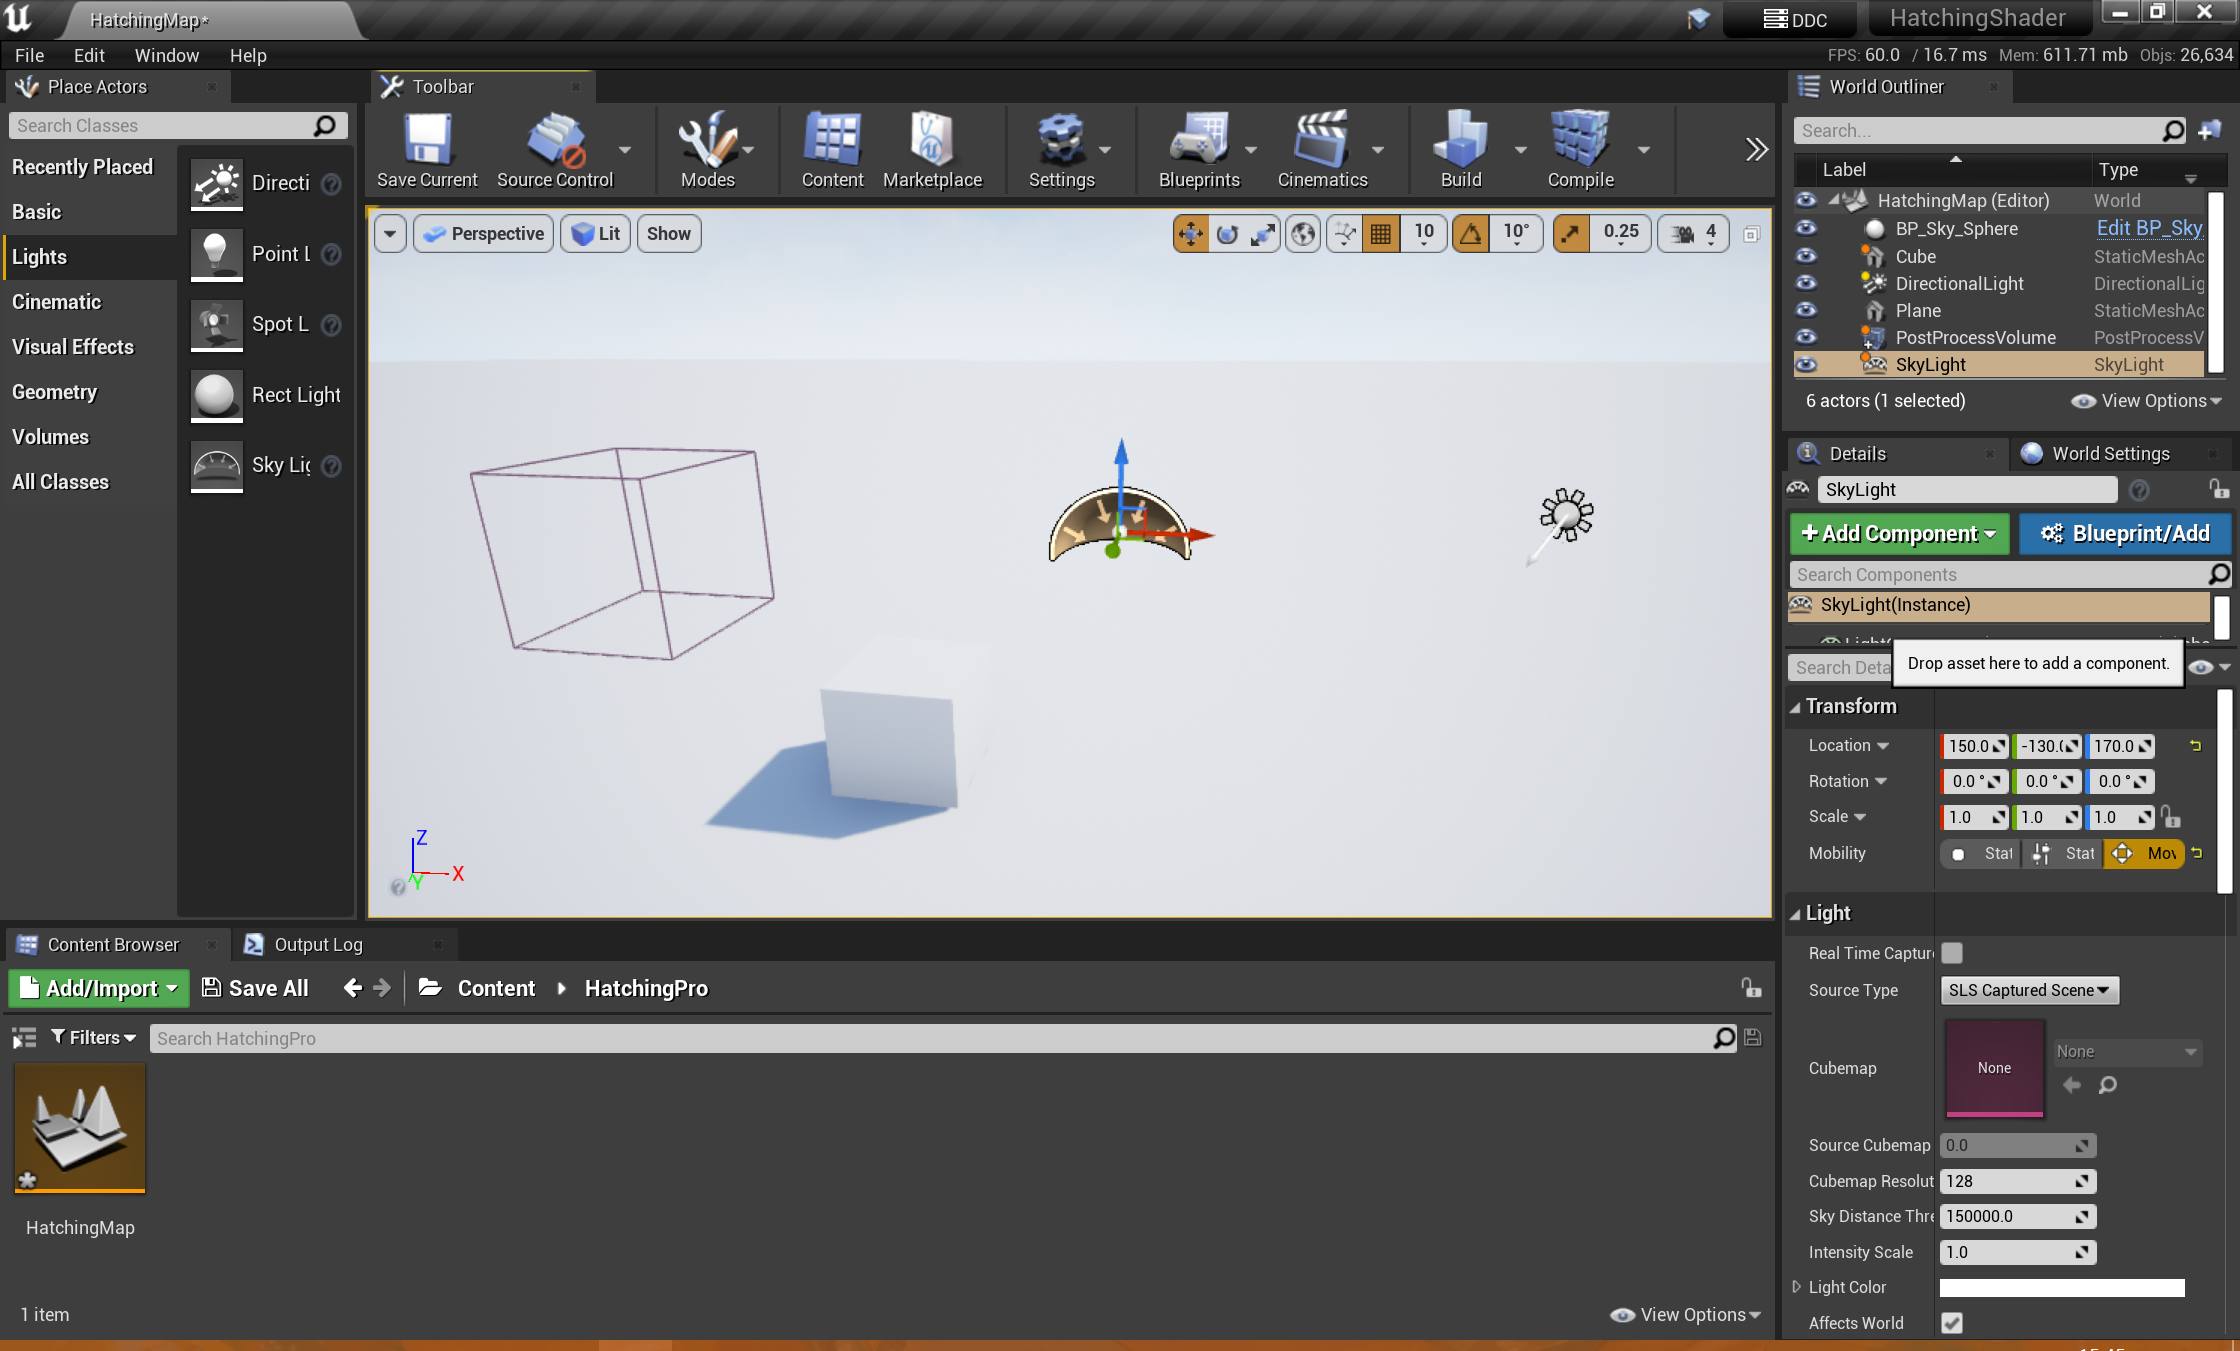 HatchingMap*
DDC
HatchingShader
File Edit Window Help
FPS: 60.0 / 16.7 ms Mem: 611.71 mb Objs: 26,634
Place Actors
Search Classes
Recently Placed
Basic
Lights
Cinematic
Visual Effects
Geometry
Volumes
All Classes
Directi
Point L
Spot L
Rect Light
Sky Lig
Toolbar
Save Current
Source Control
Modes
Content
Marketplace
Settings
Blueprints
Cinematics
Build
Compile
Perspective
Lit
Show
10
10°
0.25
4
Z
X
Y
World Outliner
Search...
Label Type
HatchingMap (Editor) World
BP_Sky_Sphere Edit BP_Sky
Cube StaticMeshAc
DirectionalLight DirectionalLig
Plane StaticMeshAc
PostProcessVolume PostProcessV
SkyLight SkyLight
6 actors (1 selected)
View Options
Details
World Settings
SkyLight
+Add Component
Blueprint/Add
Search Components
SkyLight(Instance)
Search Deta
Drop asset here to add a component.
Transform
Location 150.0 -130.( 170.0
Rotation 0.0 ° 0.0 ° 0.0 °
Scale 1.0 1.0 1.0
Mobility Stat Stat Mov
Light
Real Time Captur
Source Type SLS Captured Scene
Cubemap None None
Source Cubemap 0.0
Cubemap Resolut 128
Sky Distance Thre 150000.0
Intensity Scale 1.0
Light Color
Affects World
Content Browser
Output Log
Add/Import
Save All
Content
HatchingPro
Filters
Search HatchingPro
HatchingMap
1 item
View Options